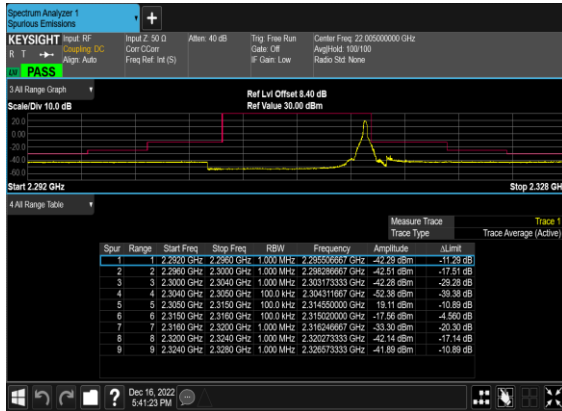 Spectrum Analyzer 1
Spurious Emissions
+
KEYSIGHT Input: RF Input Z: 50 Ω Atten: 40 dB Trig: Free Run Center Freq: 22.005000000 GHz
R T Coupling: DC Corr CCorr Gate: Off Avg|Hold: 100/100
Align: Auto Freq Ref: Int (S) IF Gain: Low Radio Std: None
PASS
3 All Range Graph
Ref Lvl Offset 8.40 dB
Scale/Div 10.0 dB Ref Value 30.00 dBm
20.0
0.00
-20.0
-40.0
-60.0
Start 2.292 GHz Stop 2.328 GH
4 All Range Table
Measure Trace Trace 1
Trace Type Trace Average (Active)
Spur Range Start Freq Stop Freq RBW Frequency Amplitude ΔLimit
1 1 2.2920 GHz 2.2960 GHz 1.000 MHz 2.295506667 GHz -42.29 dBm -11.29 dB
2 2 2.2960 GHz 2.3000 GHz 1.000 MHz 2.298286667 GHz -42.51 dBm -17.51 dB
3 3 2.3000 GHz 2.3040 GHz 1.000 MHz 2.303173333 GHz -42.28 dBm -29.28 dB
4 4 2.3040 GHz 2.3050 GHz 100.0 kHz 2.304311667 GHz -52.38 dBm -39.38 dB
5 5 2.3050 GHz 2.3150 GHz 100.0 kHz 2.314550000 GHz 19.11 dBm -10.89 dB
6 6 2.3150 GHz 2.3160 GHz 100.0 kHz 2.315020000 GHz -17.56 dBm -4.560 dB
7 7 2.3160 GHz 2.3200 GHz 1.000 MHz 2.316246667 GHz -33.30 dBm -20.30 dB
8 8 2.3200 GHz 2.3240 GHz 1.000 MHz 2.320273333 GHz -42.14 dBm -17.14 dB
9 9 2.3240 GHz 2.3280 GHz 1.000 MHz 2.326573333 GHz -41.89 dBm -10.89 dB
? Dec 16, 2022
5:41:23 PM